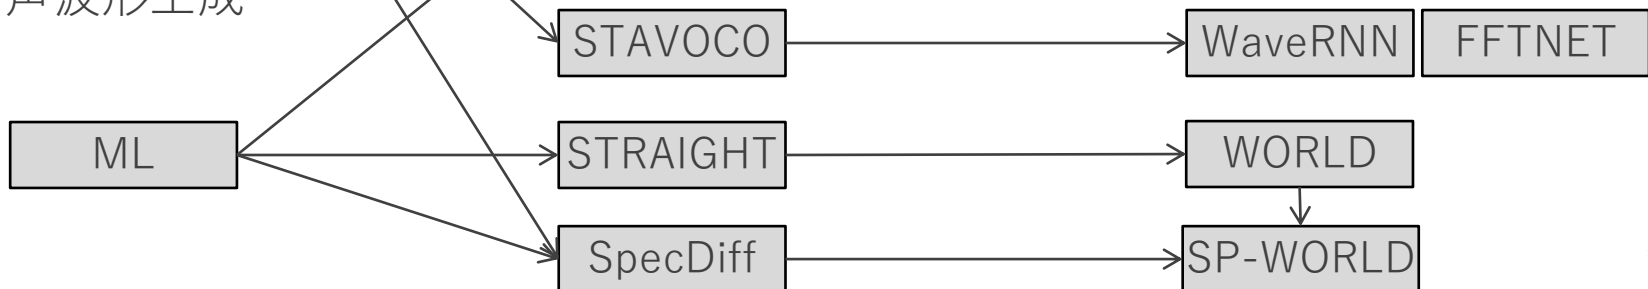 声波形生成
STAVOCO
WaveRNN
FFTNET
ML
STRAIGHT
WORLD
SpecDiff
SP-WORLD